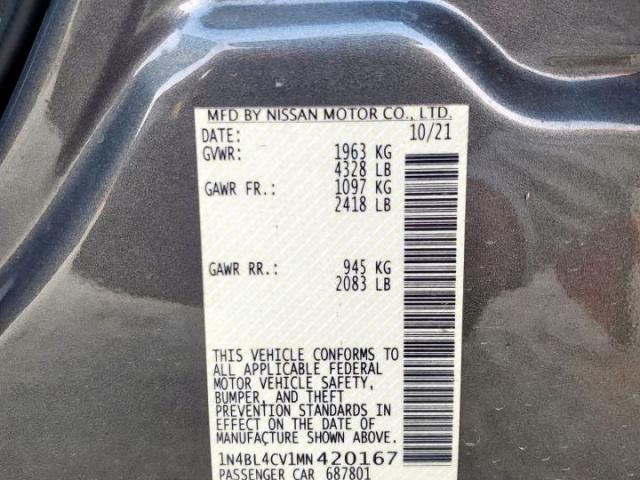 MFD BY NISSAN MOTOR CO., LTD.
DATE: 10/21
GVWR: 1963 KG
4328 LB
GAWR FR.: 1097 KG
2418 LB
GAWR RR.: 945 KG
2083 LB
THIS VEHICLE CONFORMS TO
ALL APPLICABLE FEDERAL
MOTOR VEHICLE SAFETY,
BUMPER, AND THEFT
PREVENTION STANDARDS IN
EFFECT ON THE DATE OF
MANUFACTURE SHOWN ABOVE.
1N4BL4CV1MN420167
PASSENGER CAR 687801